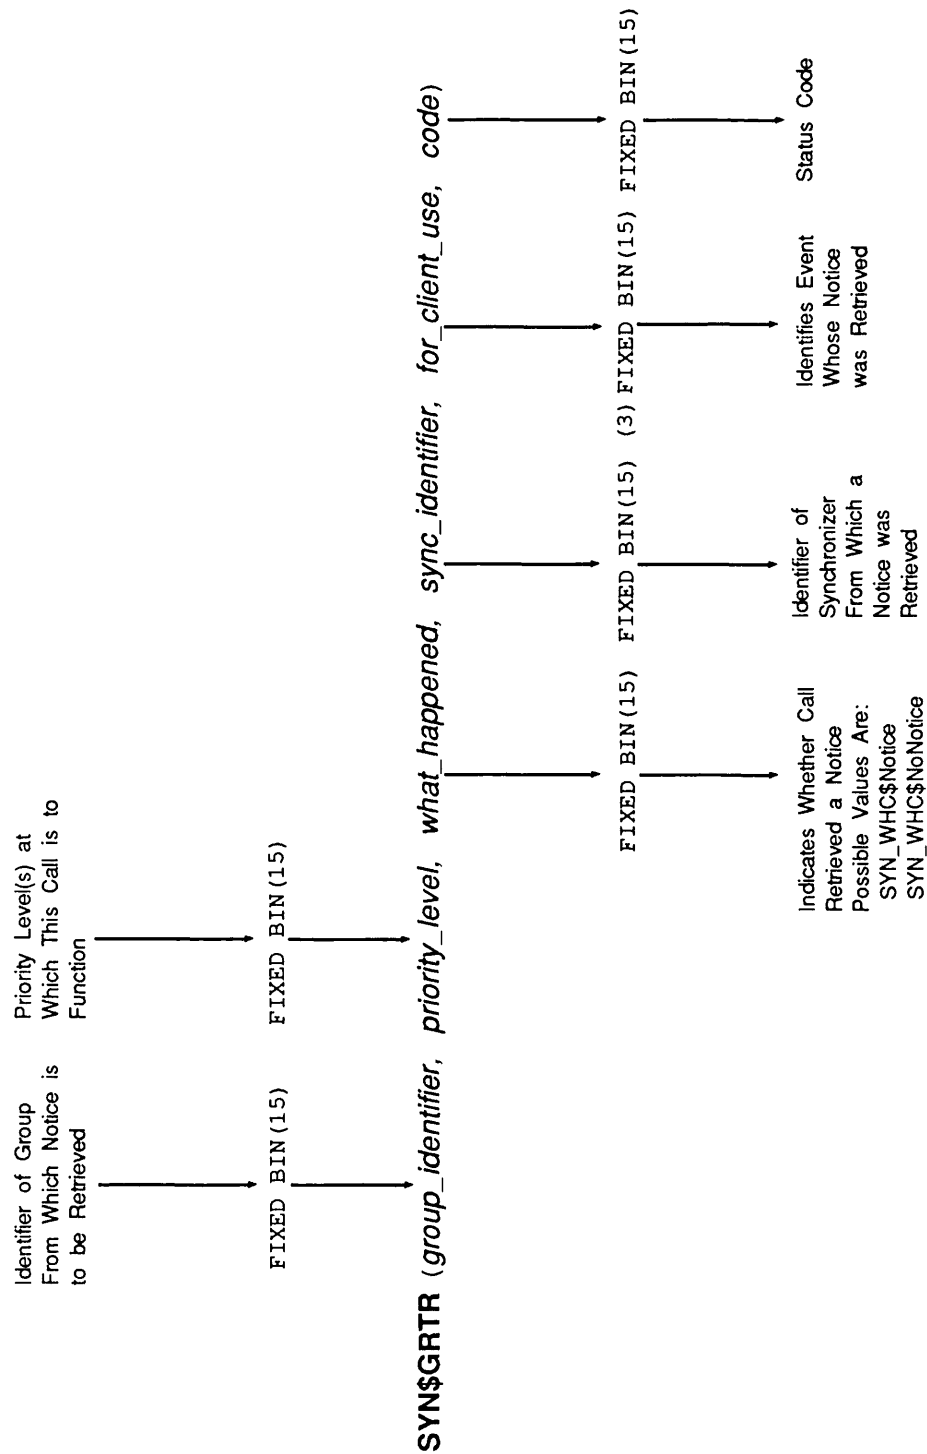 Identifier of Group
From Which Notice is
to be Retrieved
Priority Level(s) at
Which This Call is to
Function
FIXED BIN(15)
FIXED BIN(15)
SYN$GRTR (group_identifier, priority_level, what_happened, sync_identifier, for_client_use, code)
FIXED BIN(15)
FIXED BIN(15)
(3) FIXED BIN(15)
FIXED BIN(15)
Indicates Whether Call
Retrieved a Notice
Possible Values Are:
SYN_WHC$Notice
SYN_WHC$NoNotice
Identifier of
Synchronizer
From Which a
Notice was
Retrieved
Identifies Event
Whose Notice
was Retrieved
Status Code